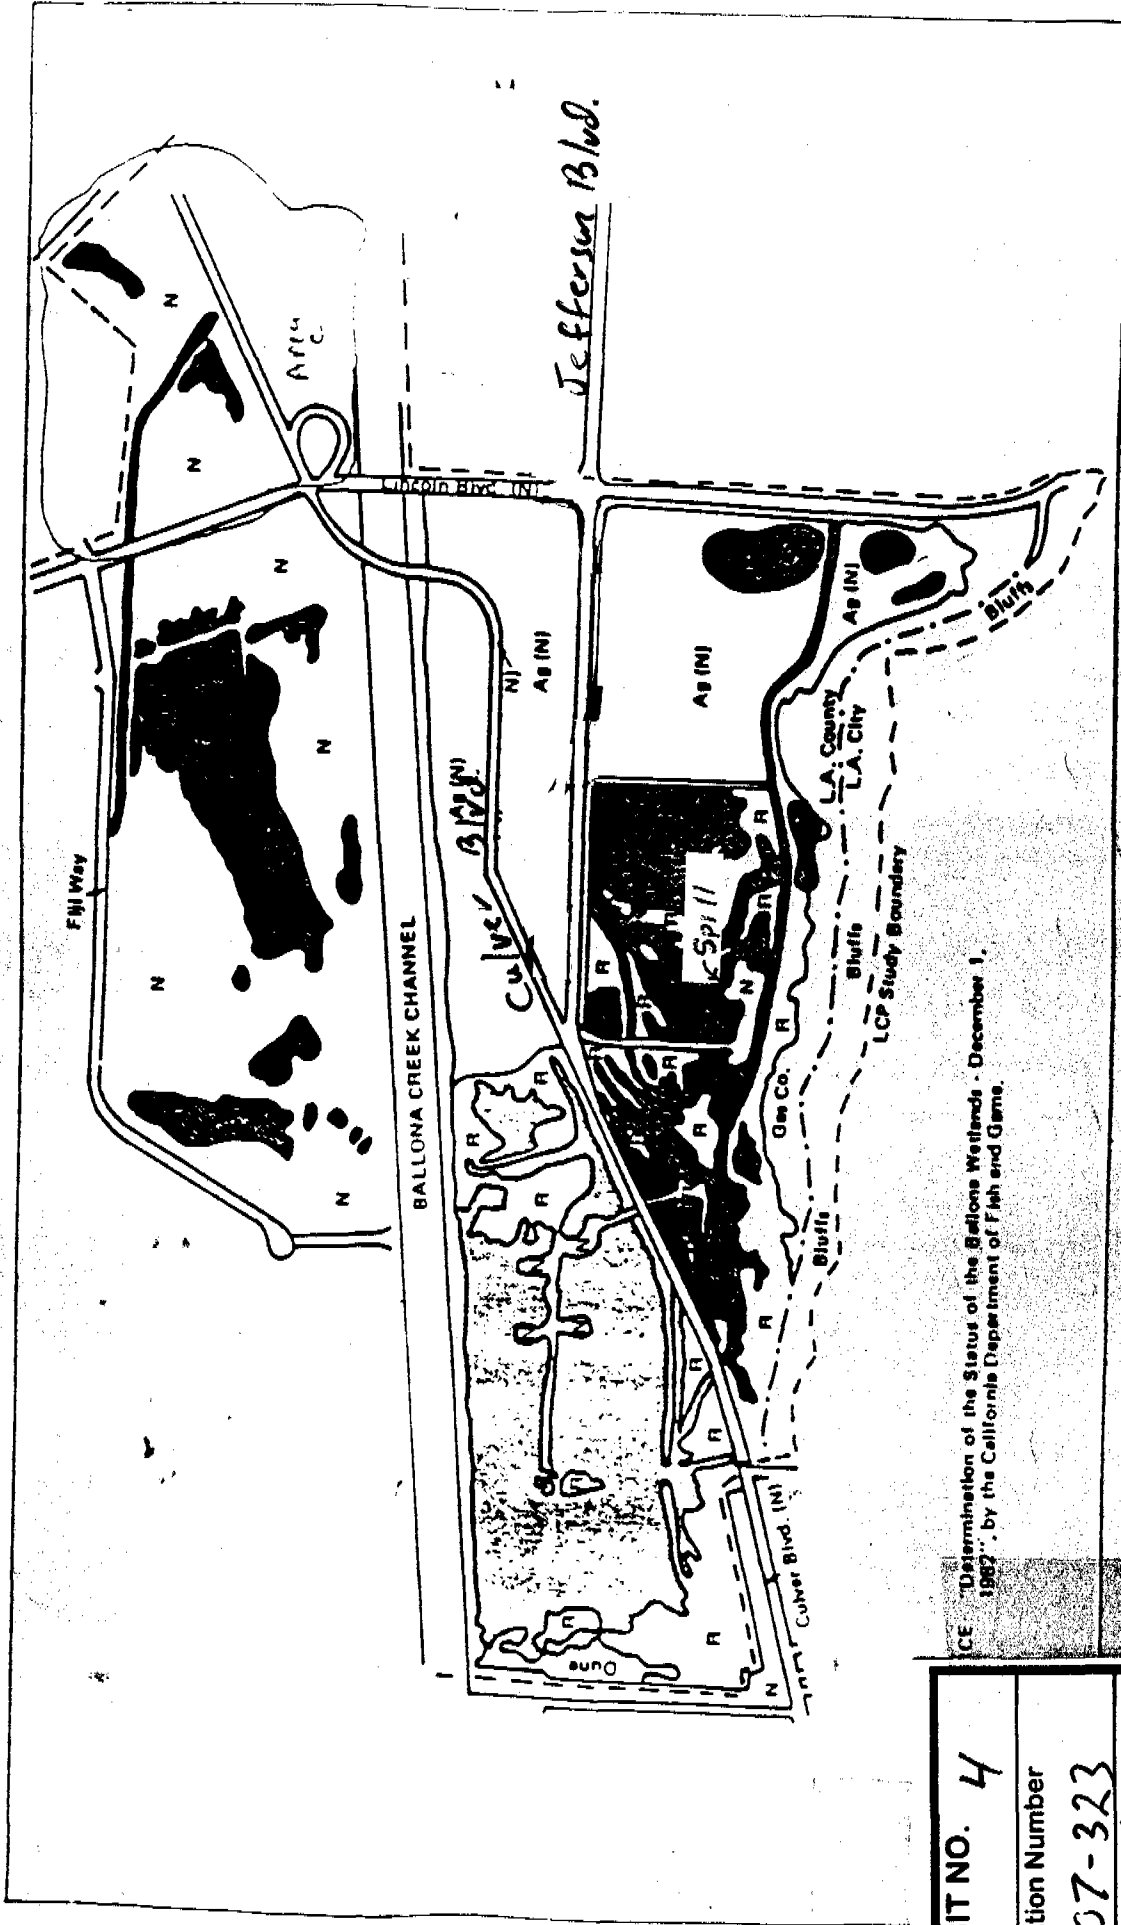 Jefferson Blvd.
Area
C
N
N
Lincoln Blvd. (N)
N
Fiji Way
N
N
N
BALLONA CREEK CHANNEL
N)
Ag (N)
Ag (N)
Culver Blvd.
Ag (N)
Ag (N)
Bluffs
L.A. County
L.A. City
Bluffs
LCP Study Boundary
R
R
R
R
N
R
Spill
R
R
Gas Co.
Bluffs
R
R
R
R
R
R
R
R
R
Dune
N
Culver Blvd. (N)
CE "Determination of the Status of the Ballona Wetlands - December 1,
1982", by the California Department of Fish and Game.
IT NO. 4
tion Number
07-323